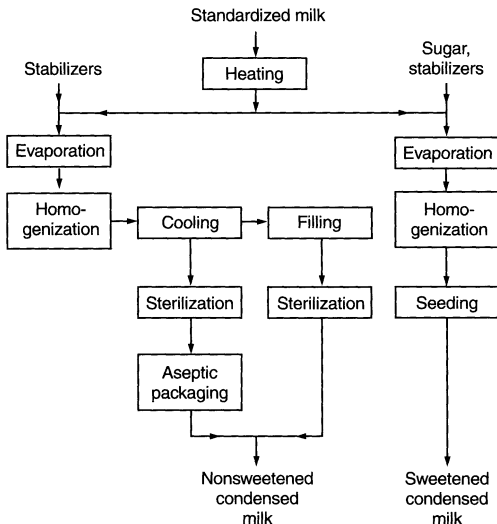 Standardized milk
Heating
Stabilizers
Sugar,
stabilizers
Evaporation
Evaporation
Homo-
genization
Cooling
Filling
Homo-
genization
Sterilization
Sterilization
Seeding
Aseptic
packaging
Nonsweetened
condensed
milk
Sweetened
condensed
milk